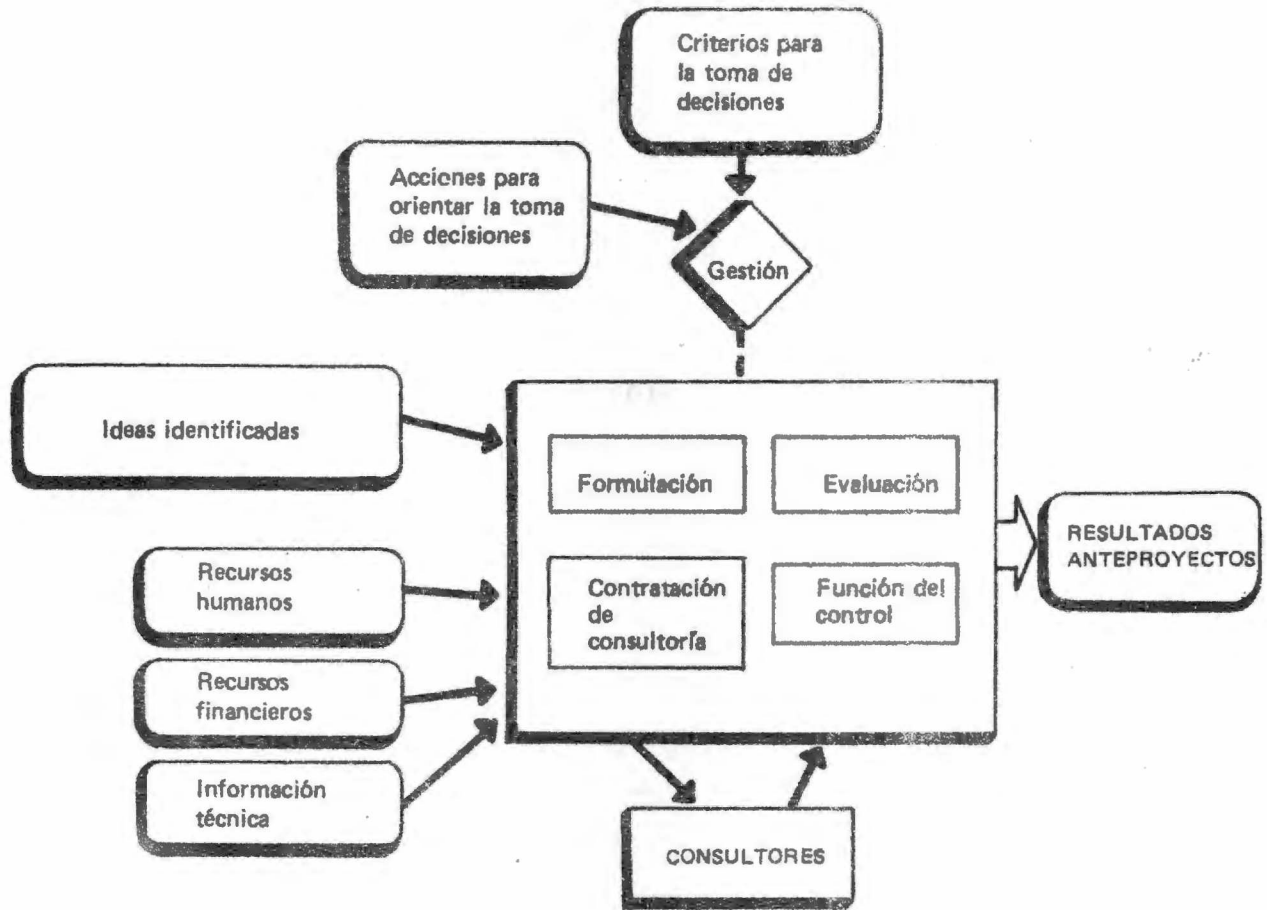 Criterios para
la toma de
decisiones
Acciones para
orientar la toma
de decisiones
Gestión
Ideas identificadas
Formulación
Evaluación
Recursos
humanos
Contratación
de
consultoría
Función del
control
RESULTADOS
ANTEPROYECTOS
Recursos
financieros
Información
técnica
CONSULTORES